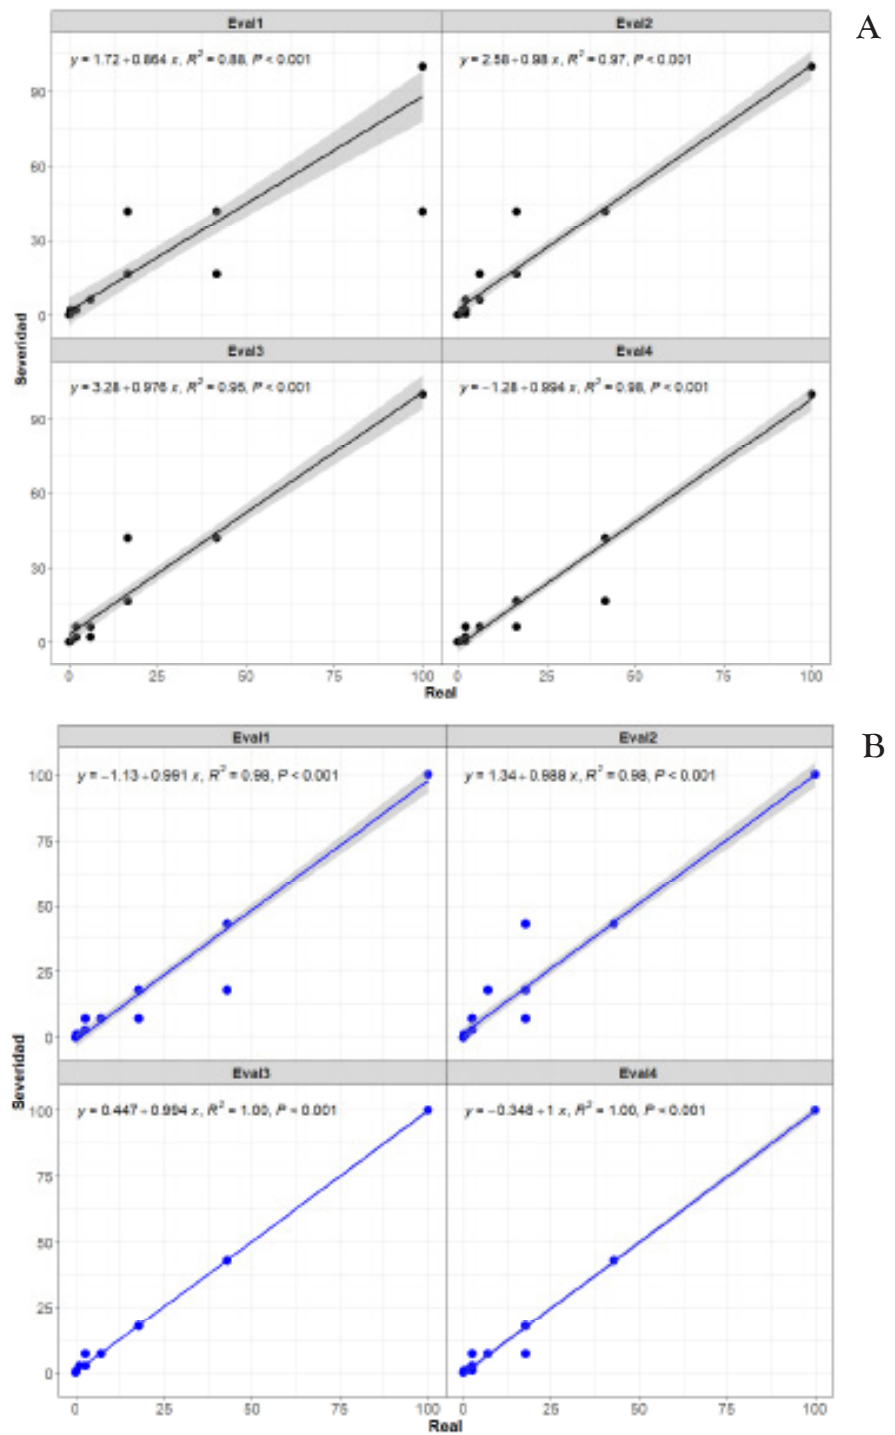 A
Eval1 Eval2
y = 1.72 + 0.864 x, R² = 0.88, P < 0.001 y = 2.58 + 0.98 x, R² = 0.97, P < 0.001
90
60
30
0
Eval3 Eval4
y = 3.28 + 0.976 x, R² = 0.95, P < 0.001 y = −1.28 + 0.994 x, R² = 0.98, P < 0.001
90
60
30
0
Severidad
0 25 50 75 100 0 25 50 75 100
Real
B
Eval1 Eval2
y = −1.13 + 0.991 x, R² = 0.98, P < 0.001 y = 1.34 + 0.988 x, R² = 0.98, P < 0.001
100
75
50
25
0
Eval3 Eval4
y = 0.447 + 0.994 x, R² = 1.00, P < 0.001 y = −0.348 + 1 x, R² = 1.00, P < 0.001
100
75
50
25
0
Severidad
0 25 50 75 100 0 25 50 75 100
Real